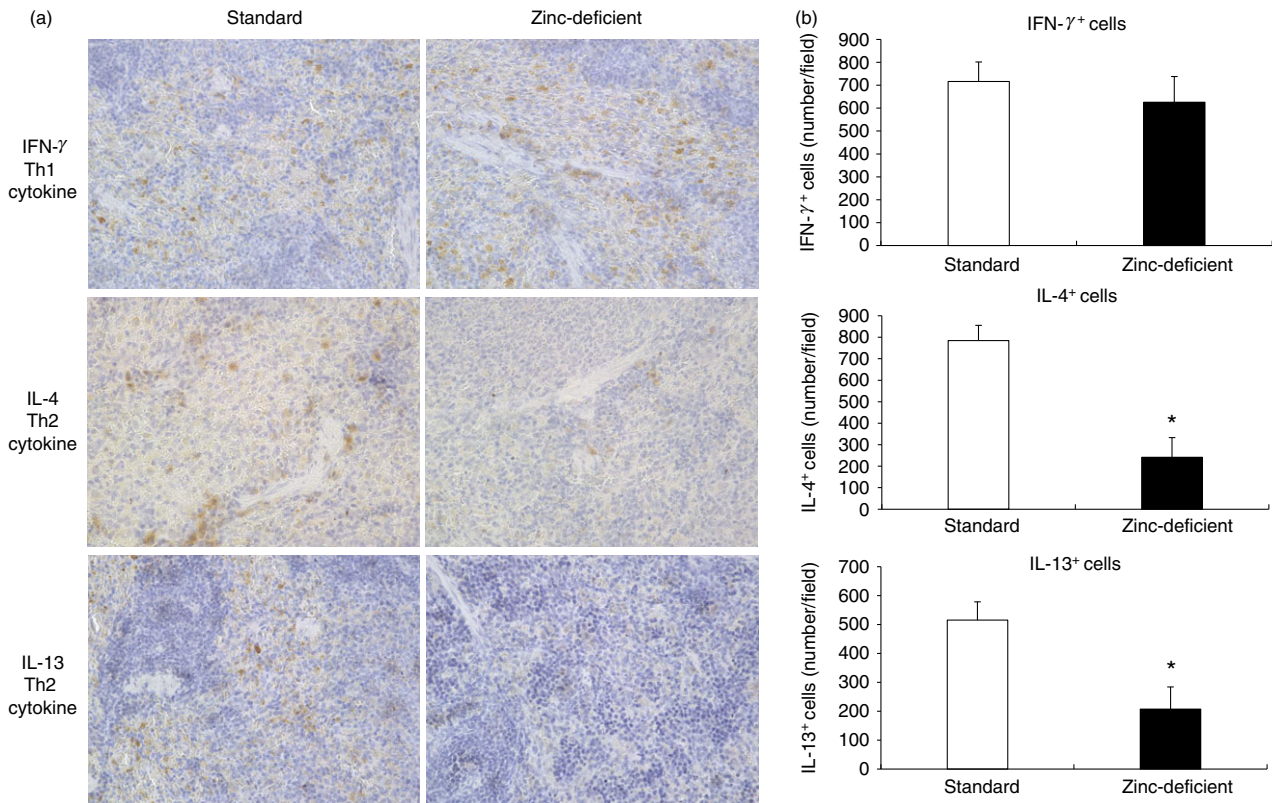 (a)
Standard
Zinc-deficient
IFN-γ
Th1
cytokine
IL-4
Th2
cytokine
IL-13
Th2
cytokine
(b)
IFN-γ⁺ cells
IFN-γ⁺ cells (number/field)
900
800
700
600
500
400
300
200
100
0
Standard
Zinc-deficient
IL-4⁺ cells
IL-4⁺ cells (number/field)
900
800
700
600
500
400
300
200
100
0
*
Standard
Zinc-deficient
IL-13⁺ cells
IL-13⁺ cells (number/field)
700
600
500
400
300
200
100
0
*
Standard
Zinc-deficient